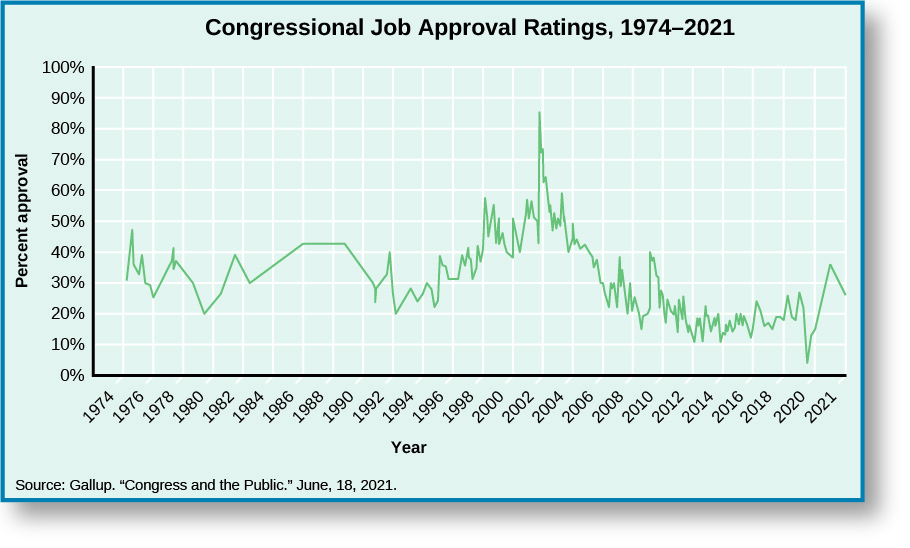 Congressional Job Approval Ratings, 1974–2021
Percent approval
100%
90%
80%
70%
60%
50%
40%
30%
20%
10%
0%
1974 1976 1978 1980 1982 1984 1986 1988 1990 1992 1994 1996 1998 2000 2002 2004 2006 2008 2010 2012 2014 2016 2018 2020 2021
Year
Source: Gallup. “Congress and the Public.” June, 18, 2021.